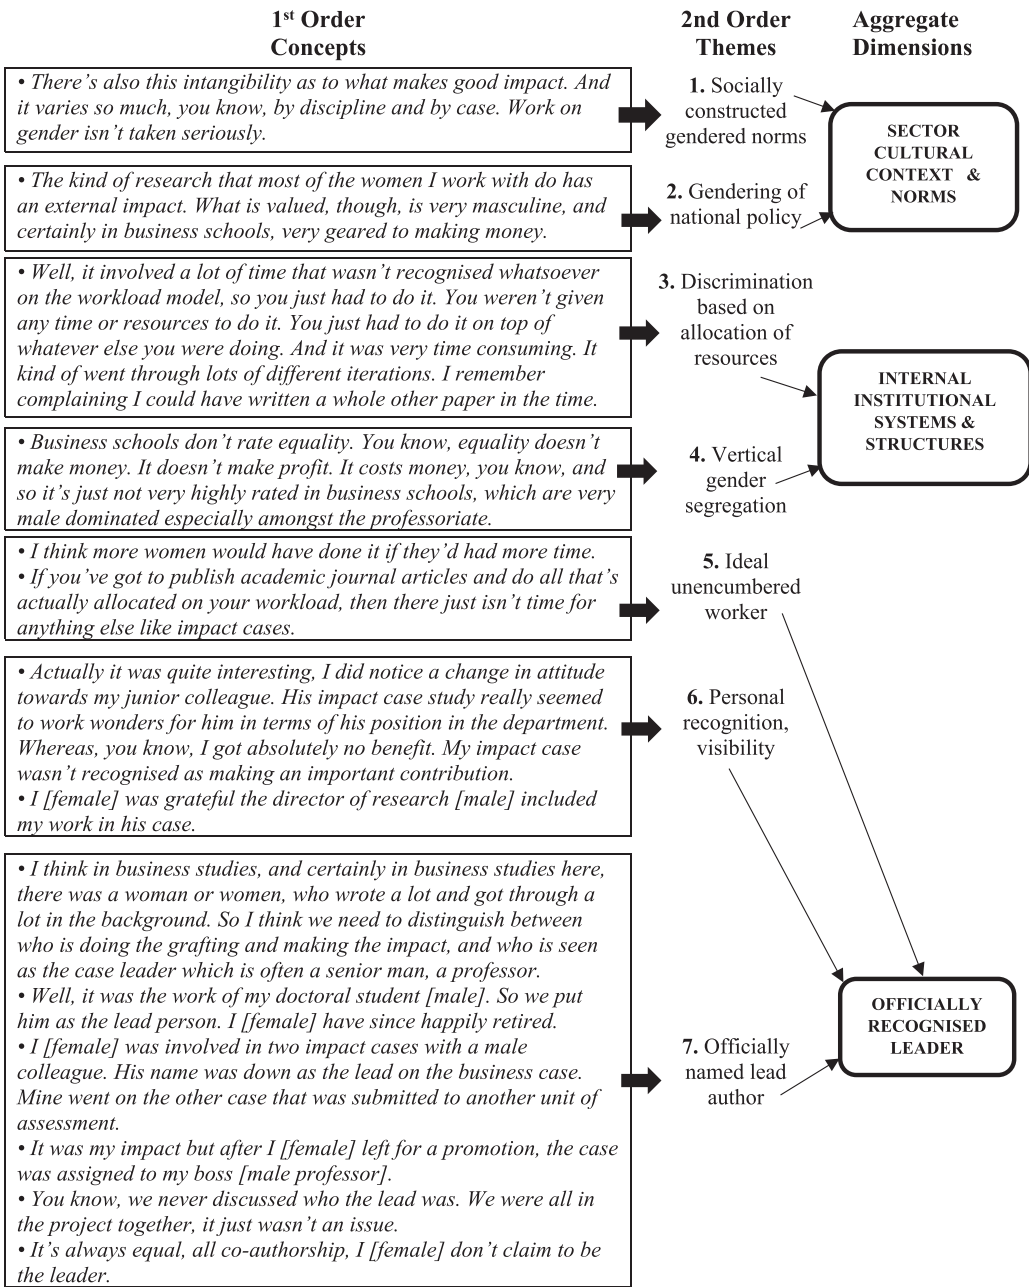 1st Order
Concepts
2nd Order
Themes
Aggregate
Dimensions
• There's also this intangibility as to what makes good impact. And
it varies so much, you know, by discipline and by case. Work on
gender isn't taken seriously.
1. Socially
constructed
gendered norms
SECTOR
CULTURAL
CONTEXT &
NORMS
• The kind of research that most of the women I work with do has
an external impact. What is valued, though, is very masculine, and
certainly in business schools, very geared to making money.
2. Gendering of
national policy
• Well, it involved a lot of time that wasn't recognised whatsoever
on the workload model, so you just had to do it. You weren't given
any time or resources to do it. You just had to do it on top of
whatever else you were doing. And it was very time consuming. It
kind of went through lots of different iterations. I remember
complaining I could have written a whole other paper in the time.
3. Discrimination
based on
allocation of
resources
INTERNAL
INSTITUTIONAL
SYSTEMS &
STRUCTURES
• Business schools don't rate equality. You know, equality doesn't
make money. It doesn't make profit. It costs money, you know, and
so it's just not very highly rated in business schools, which are very
male dominated especially amongst the professoriate.
4. Vertical
gender
segregation
• I think more women would have done it if they'd had more time.
• If you've got to publish academic journal articles and do all that's
actually allocated on your workload, then there just isn't time for
anything else like impact cases.
5. Ideal
unencumbered
worker
• Actually it was quite interesting, I did notice a change in attitude
towards my junior colleague. His impact case study really seemed
to work wonders for him in terms of his position in the department.
Whereas, you know, I got absolutely no benefit. My impact case
wasn't recognised as making an important contribution.
• I [female] was grateful the director of research [male] included
my work in his case.
6. Personal
recognition,
visibility
• I think in business studies, and certainly in business studies here,
there was a woman or women, who wrote a lot and got through a
lot in the background. So I think we need to distinguish between
who is doing the grafting and making the impact, and who is seen
as the case leader which is often a senior man, a professor.
• Well, it was the work of my doctoral student [male]. So we put
him as the lead person. I [female] have since happily retired.
• I [female] was involved in two impact cases with a male
colleague. His name was down as the lead on the business case.
Mine went on the other case that was submitted to another unit of
assessment.
• It was my impact but after I [female] left for a promotion, the case
was assigned to my boss [male professor].
• You know, we never discussed who the lead was. We were all in
the project together, it just wasn't an issue.
• It's always equal, all co-authorship, I [female] don't claim to be
the leader.
7. Officially
named lead
author
OFFICIALLY
RECOGNISED
LEADER